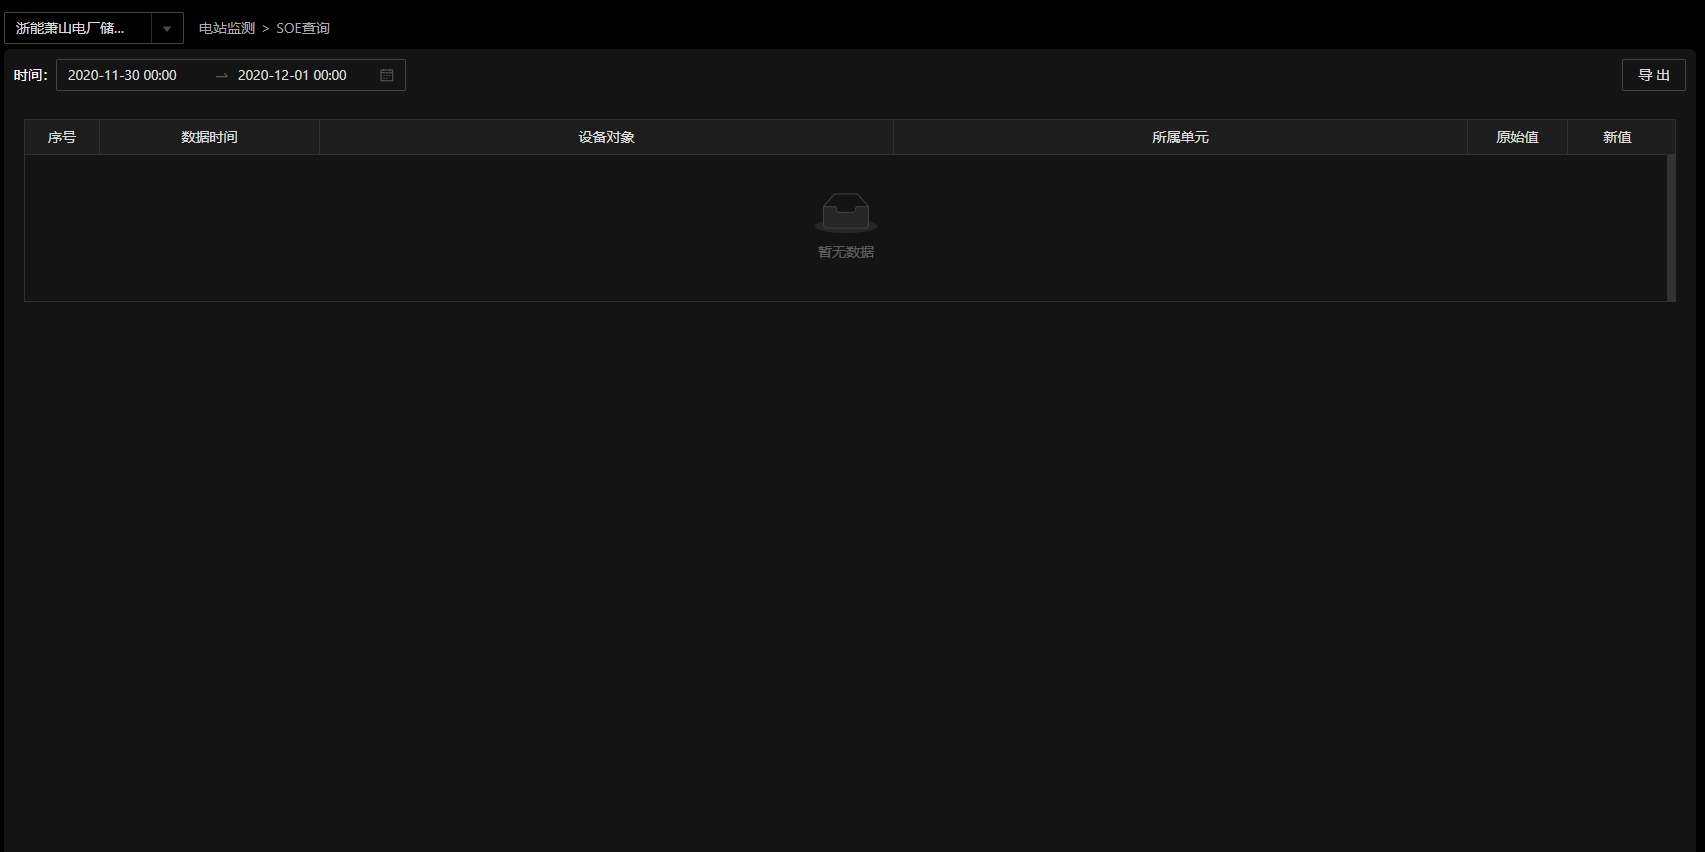 浙能萧山电厂储... 电站监测 > SOE查询
时间: 2020-11-30 00:00 → 2020-12-01 00:00 导 出
序号 数据时间 设备对象 所属单元 原始值 新值
暂无数据